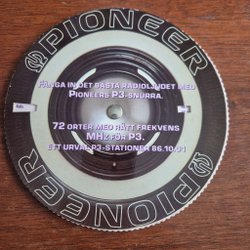 PIONEER
FÅNGA IN DET BÄSTA RADIOLJUDET MED
PIONEERS P3-SNURRA.
72 ORTER MED RÄTT FREKVENS
MHZ FÖR P3.
ETT URVAL P3-STATIONER 86.10.01
PIONEER